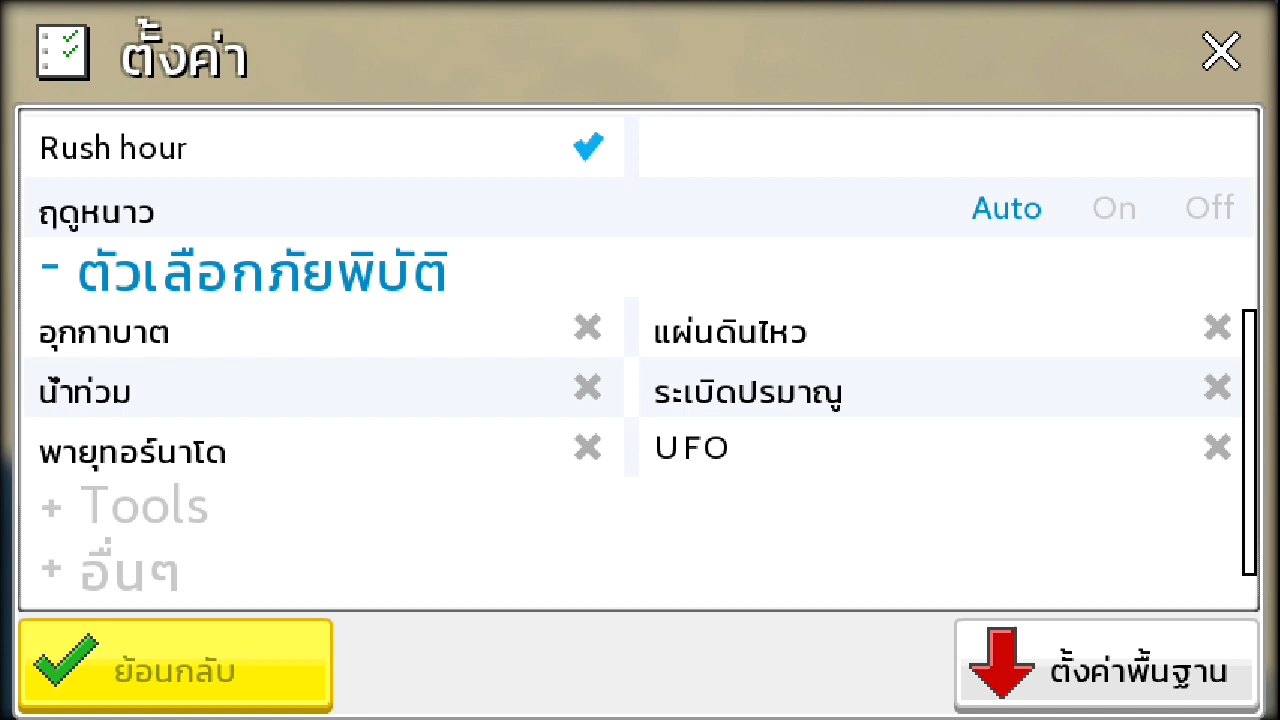 ตั้งค่า
Rush hour
ฤดูหนาว Auto On Off
- ตัวเลือกภัยพิบัติ
อุกกาบาต แผ่นดินไหว
น้ำท่วม ระเบิดปรมาณู
พายุทอร์นาโด UFO
+ Tools
+ อื่นๆ
ย้อนกลับ ตั้งค่าพื้นฐาน